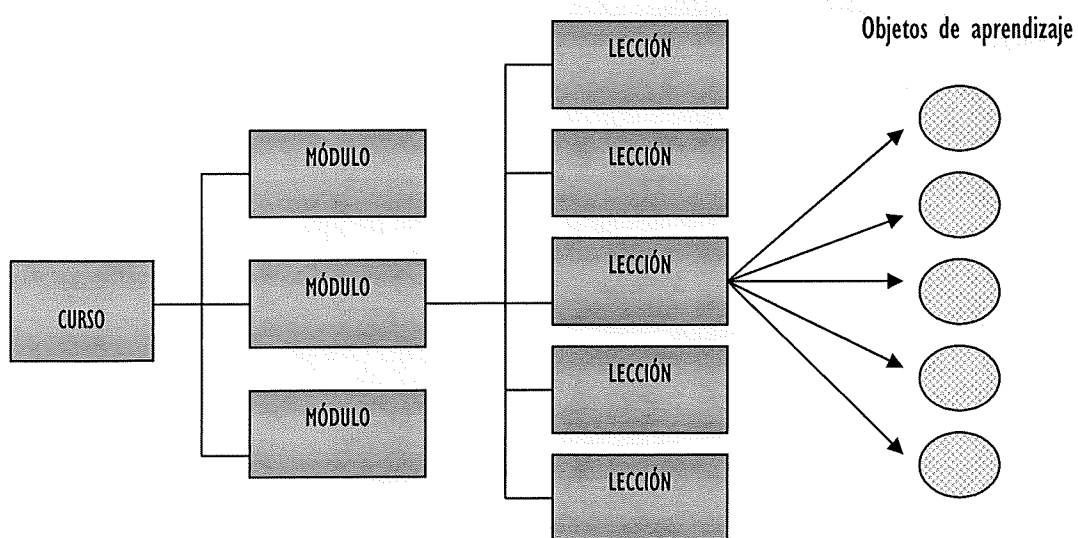 Objetos de aprendizaje
CURSO
MÓDULO
MÓDULO
MÓDULO
LECCIÓN
LECCIÓN
LECCIÓN
LECCIÓN
LECCIÓN